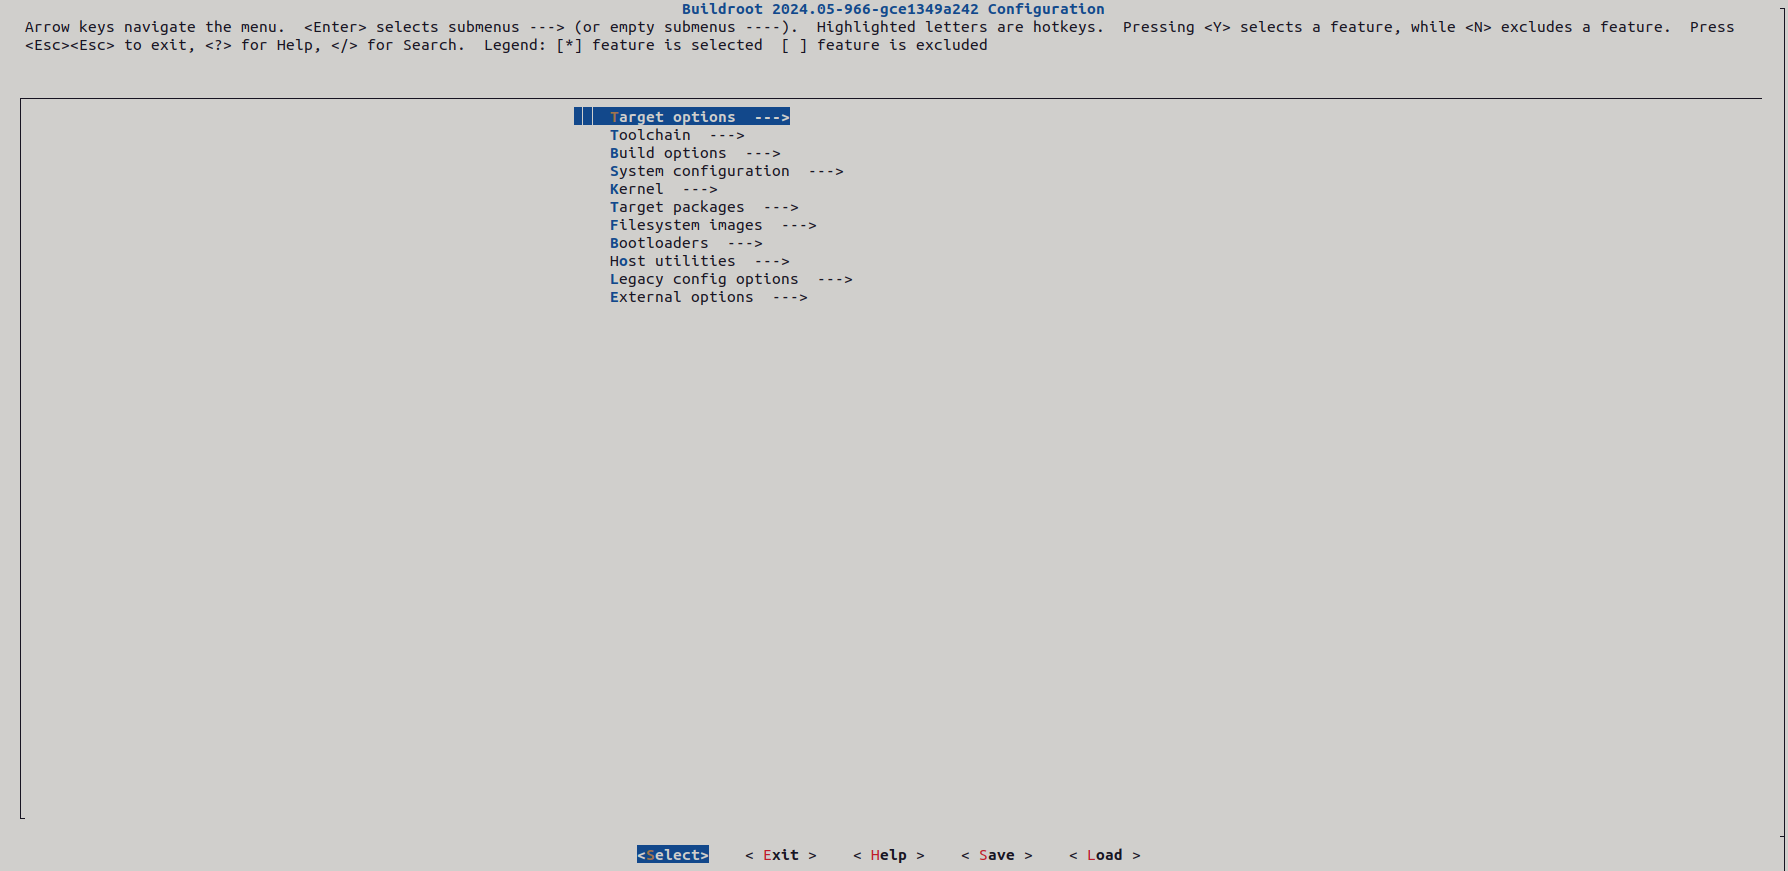 Buildroot 2024.05-966-gce1349a242 Configuration
Arrow keys navigate the menu.  <Enter> selects submenus ---> (or empty submenus ----).  Highlighted letters are hotkeys.  Pressing <Y> selects a feature, while <N> excludes a feature.  Press
<Esc><Esc> to exit, <?> for Help, </> for Search.  Legend: [*] feature is selected  [ ] feature is excluded
Target options  --->
Toolchain  --->
Build options  --->
System configuration  --->
Kernel  --->
Target packages  --->
Filesystem images  --->
Bootloaders  --->
Host utilities  --->
Legacy config options  --->
External options  --->
<Select>    < Exit >    < Help >    < Save >    < Load >